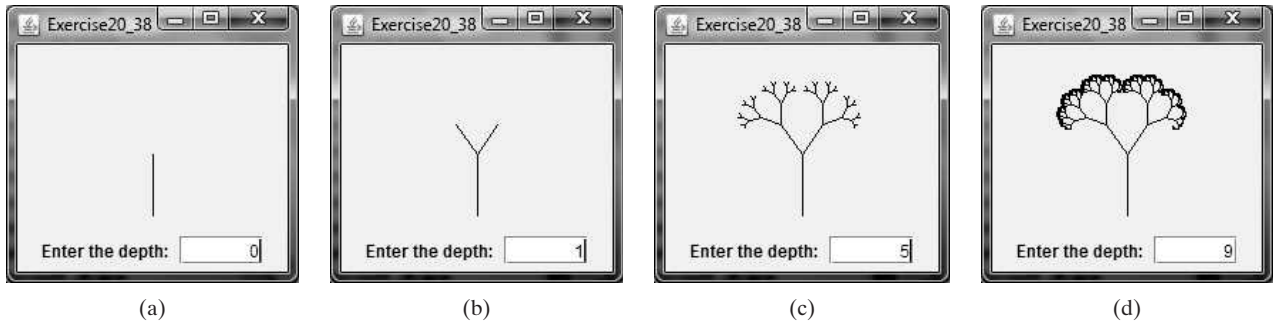 Exercise20_38
Enter the depth: 0
(a)
Exercise20_38
Enter the depth: 1
(b)
Exercise20_38
Enter the depth: 5
(c)
Exercise20_38
Enter the depth: 9
(d)